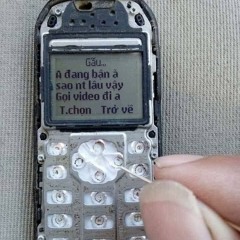 Gấu...
A đang bận à
sao nt lâu vậy
Gọi video đi a
T.chọn Trở về